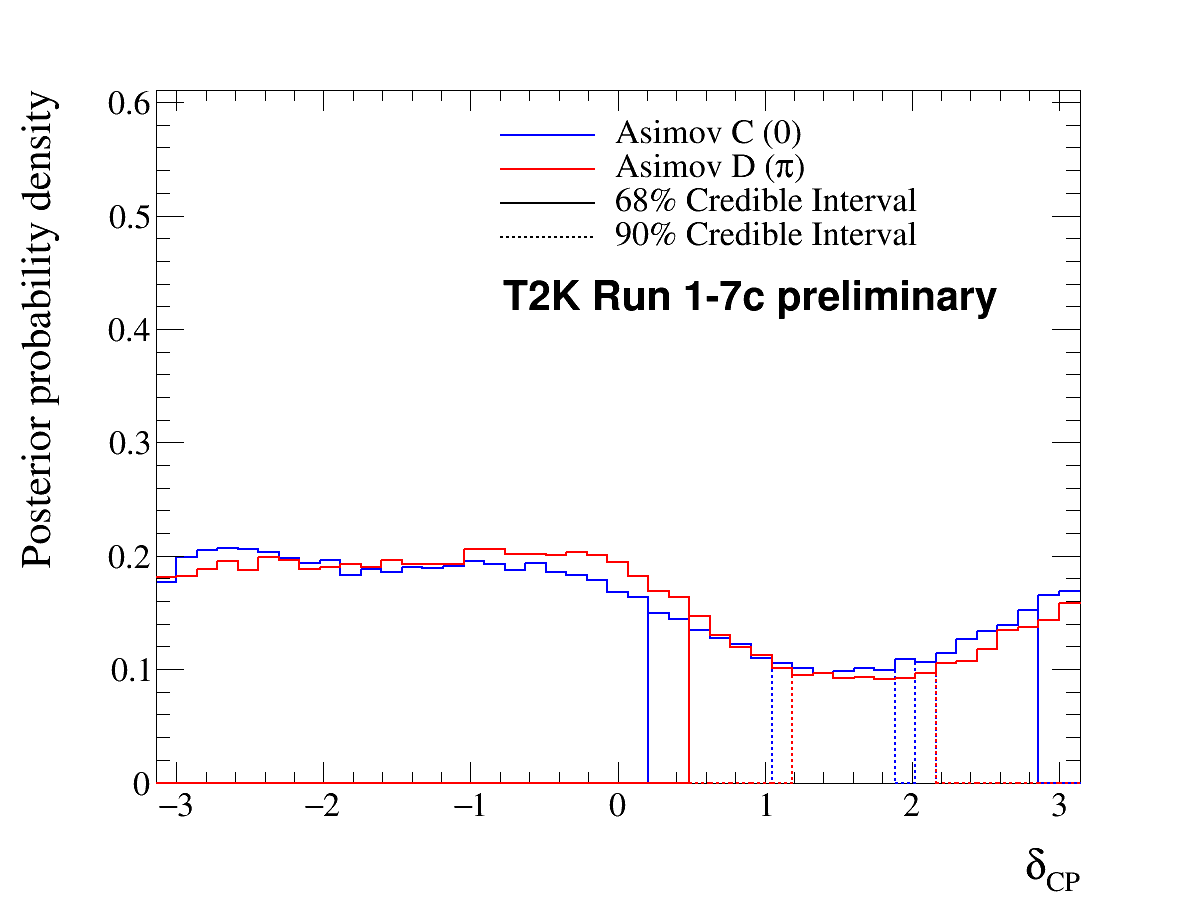 Posterior probability density
0.6
0.5
0.4
0.3
0.2
0.1
0
Asimov C (0)
Asimov D (π)
68% Credible Interval
90% Credible Interval
T2K Run 1-7c preliminary
−3 −2 −1 0 1 2 3
δCP